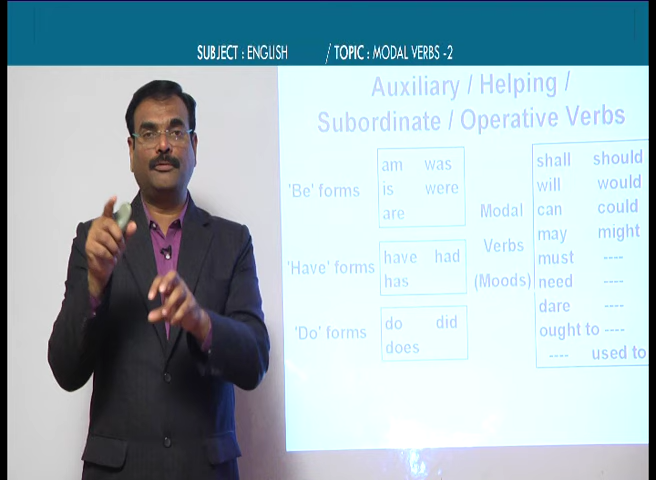 SUBJECT : ENGLISH / TOPIC : MODAL VERBS -2
Auxiliary / Helping /
Subordinate / Operative Verbs
'Be' forms
am was
is were
are
'Have' forms
have had
has
'Do' forms
do did
does
Modal
Verbs
(Moods)
shall should
will would
can could
may might
must ----
need ----
dare ----
ought to ----
---- used to